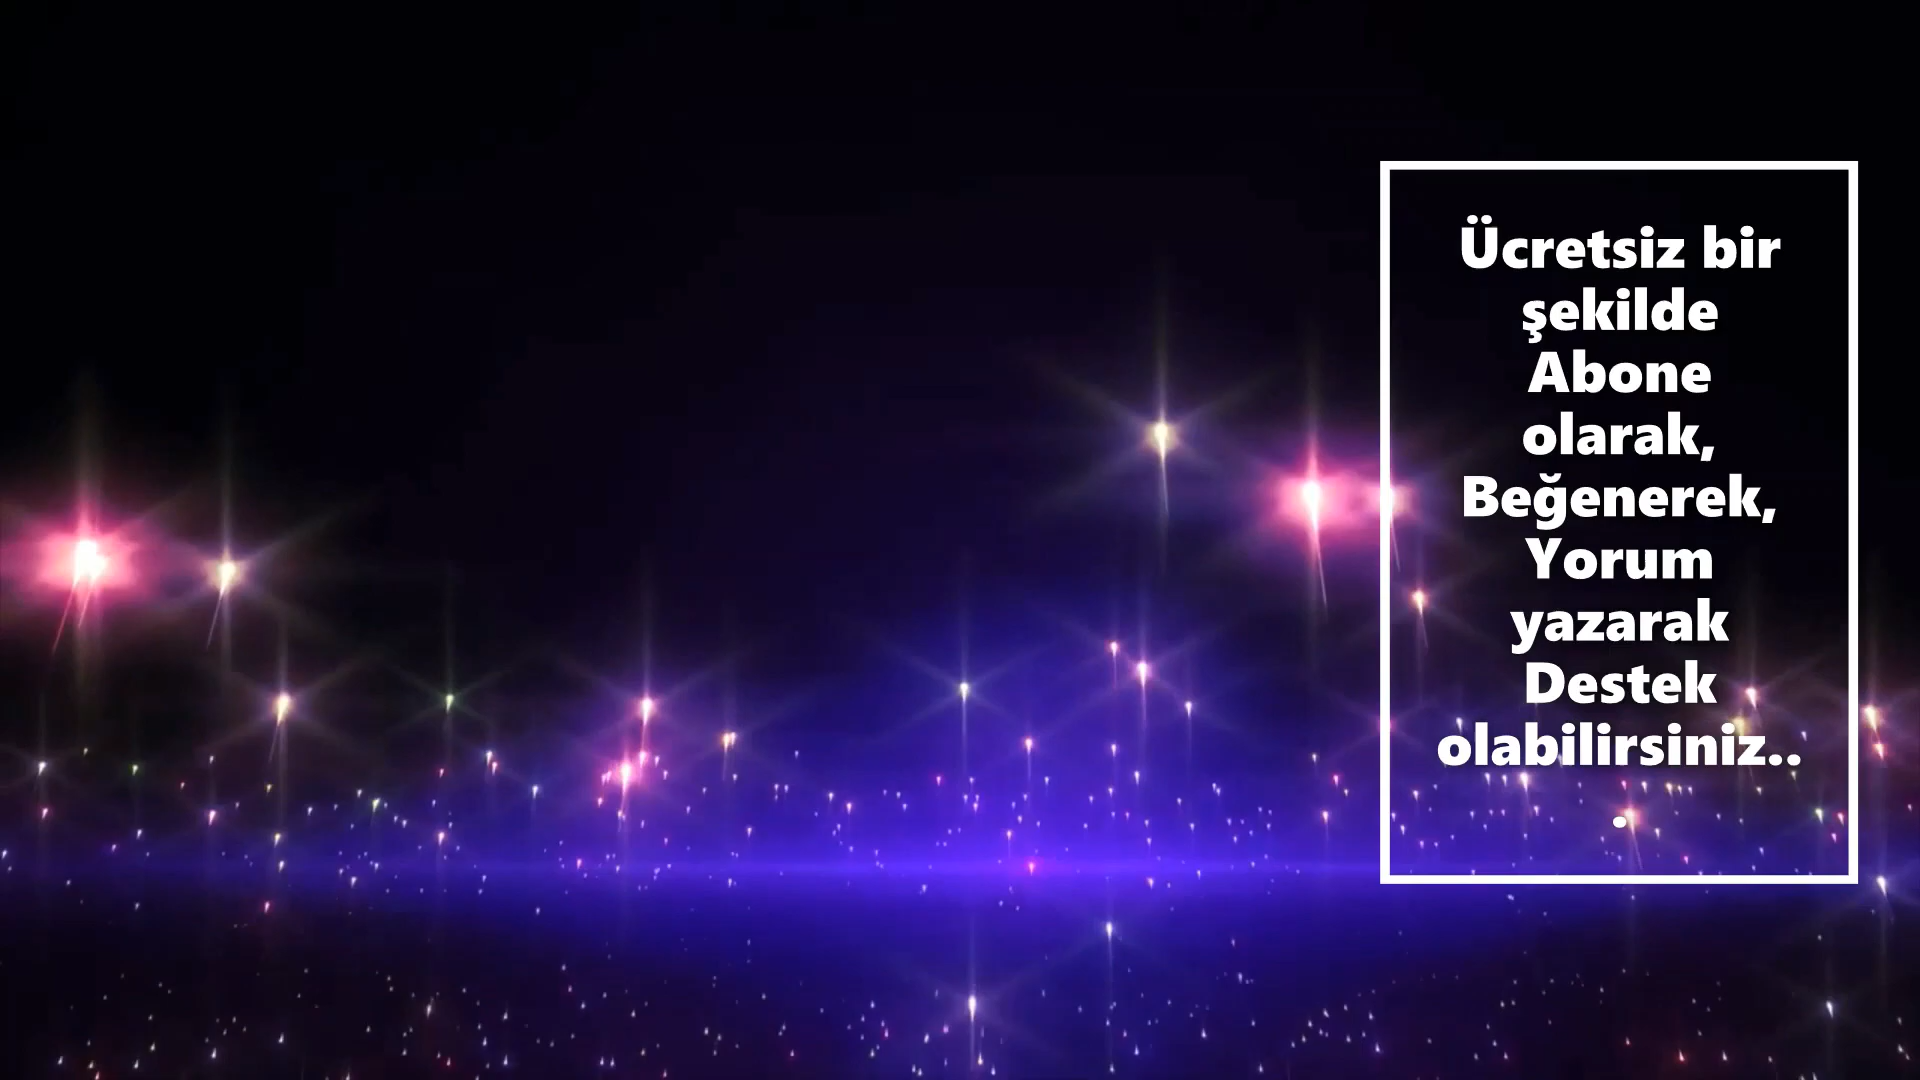 Ücretsiz bir
şekilde
Abone
olarak,
Beğenerek,
Yorum
yazarak
Destek
olabilirsiniz..
.